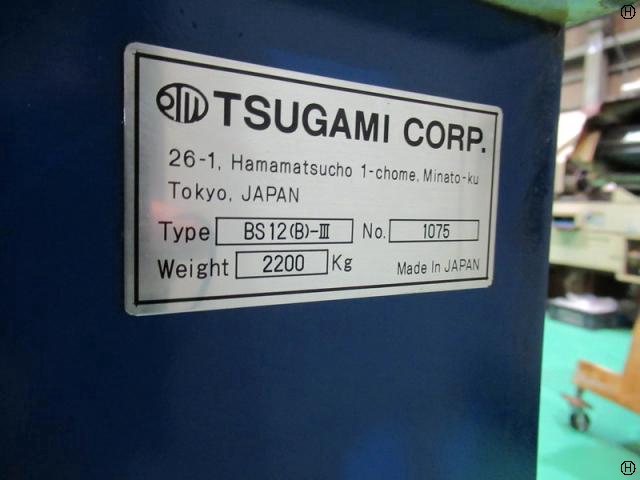 TSUGAMI CORP.
26-1, Hamamatsucho 1-chome, Minato-ku
Tokyo, JAPAN
Type BS12(B)-III No. 1075
Weight 2200 Kg Made In JAPAN